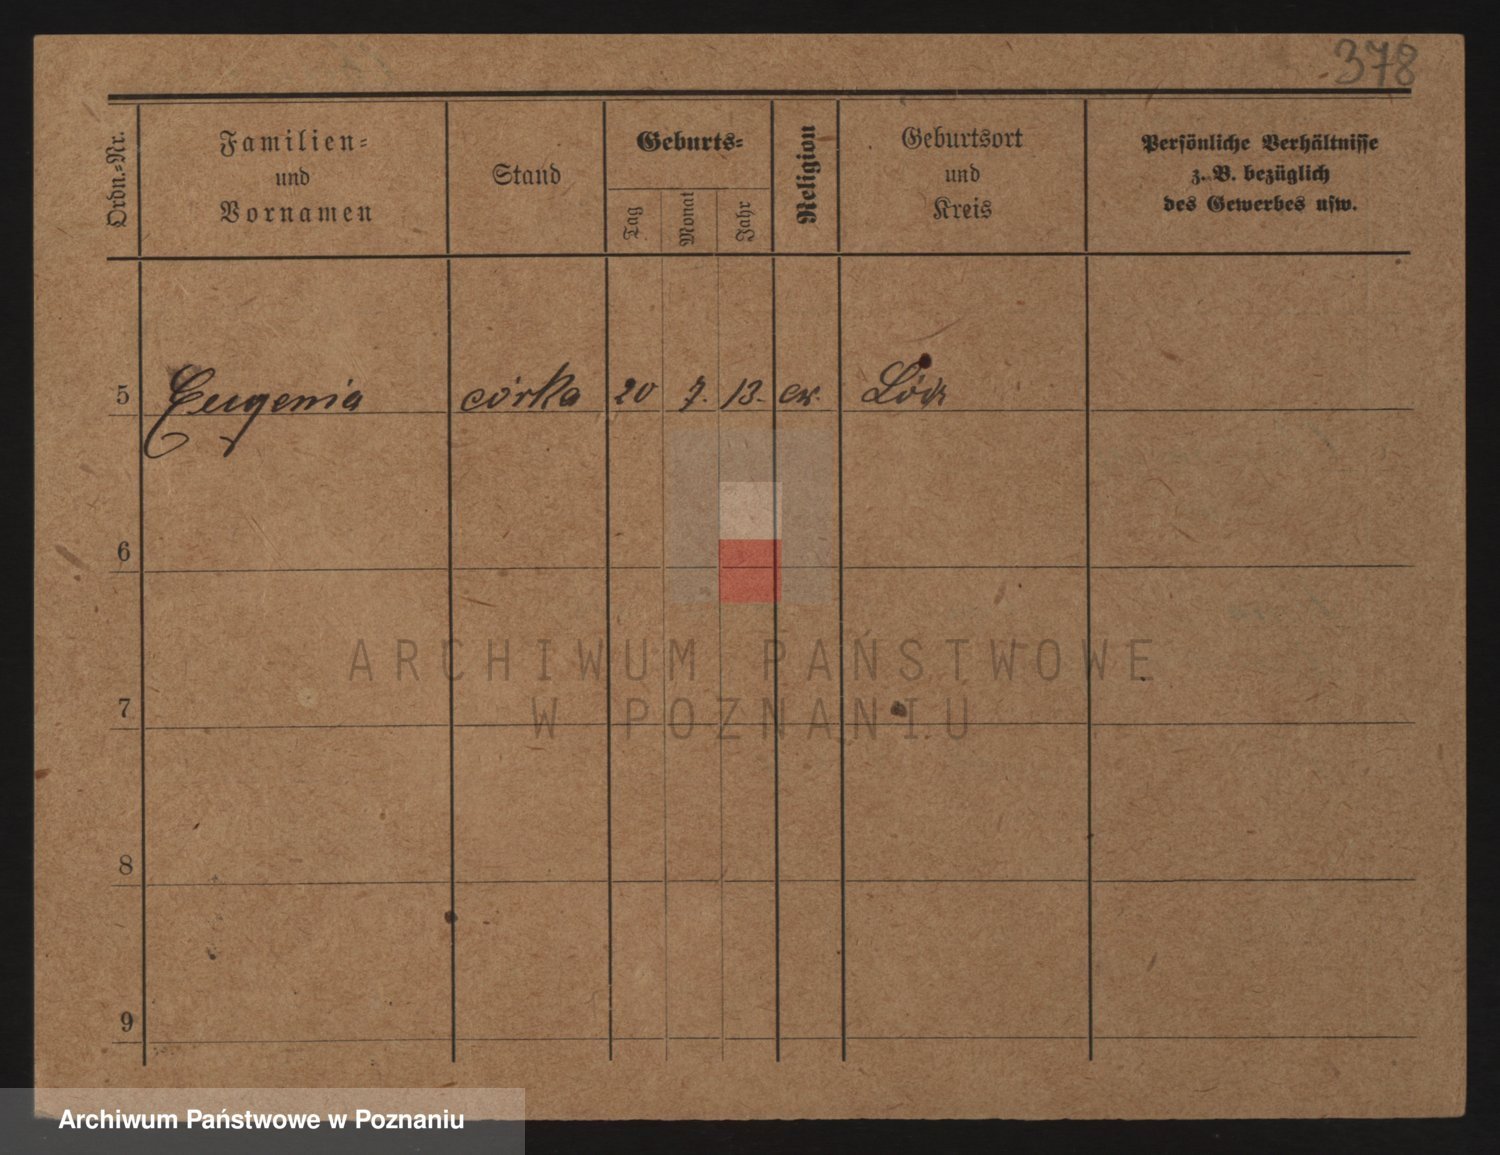 378
Ordn.-Nr.
Familien-
und
Vornamen
Stand
Geburts-
Tag
Monat
Jahr
Religion
Geburtsort
und
Kreis
Persönliche Verhältnisse
z. B. bezüglich
des Gewerbes usw.
5 Eugenia córka 20 7. 13. ew. Łódź
6
ARCHIWUM PAŃSTWOWE
W POZNANIU
7
8
9
Archiwum Państwowe w Poznaniu